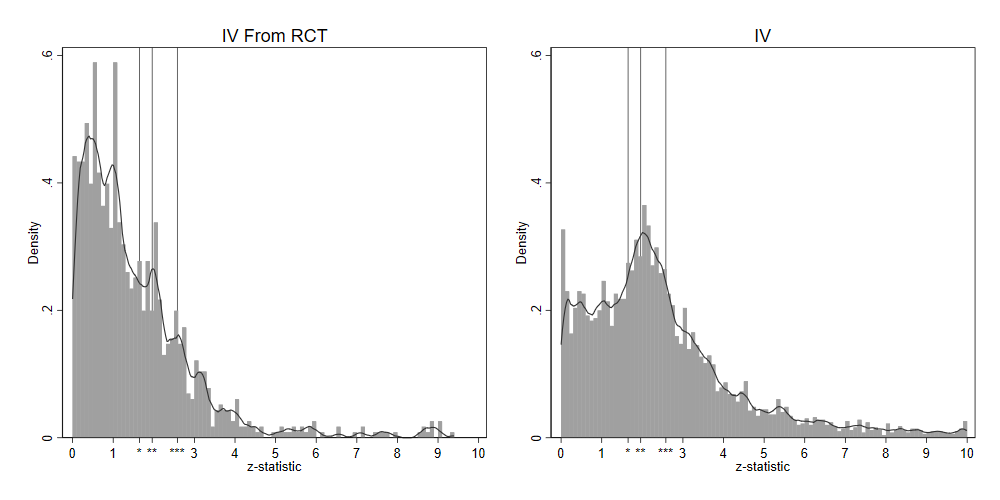 IV From RCT
Density
0 .2 .4 .6
0 1 * ** *** 3 4 5 6 7 8 9 10
z-statistic
IV
Density
0 .2 .4 .6
0 1 * ** *** 3 4 5 6 7 8 9 10
z-statistic